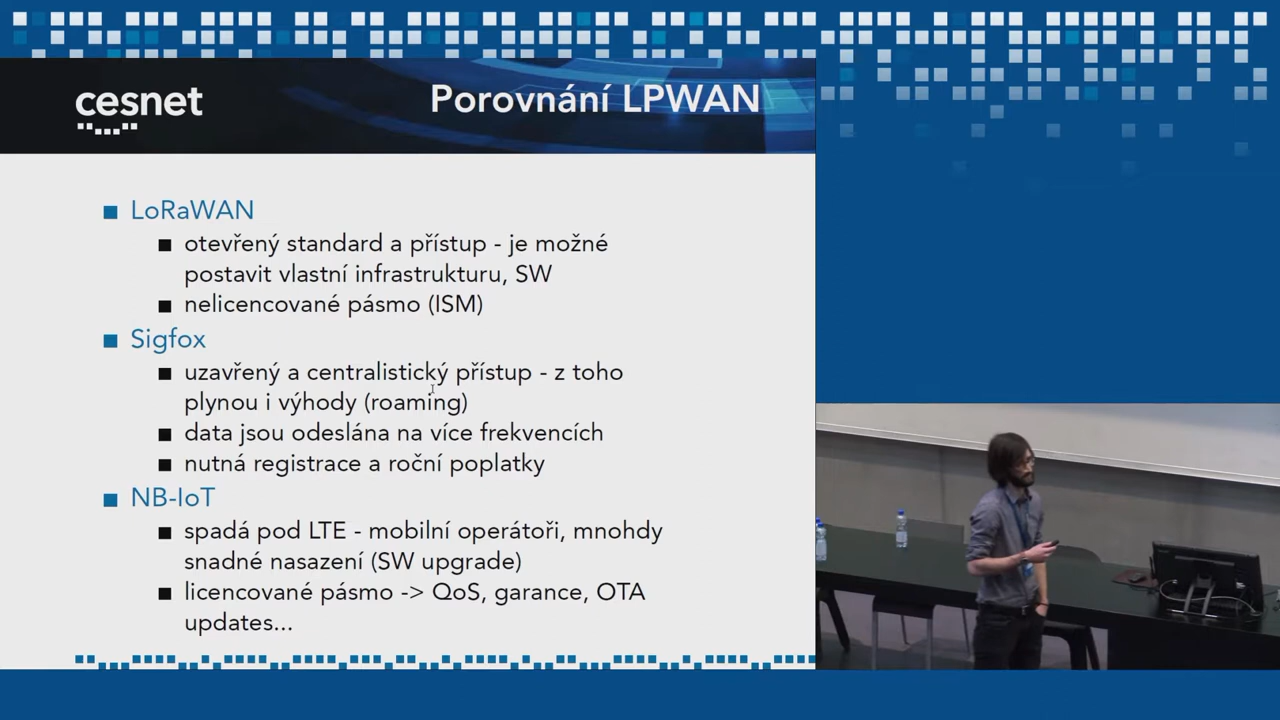 cesnet
Porovnání LPWAN
LoRaWAN
otevřený standard a přístup - je možné
postavit vlastní infrastrukturu, SW
nelicencované pásmo (ISM)
Sigfox
uzavřený a centralistický přístup - z toho
plynou i výhody (roaming)
data jsou odeslána na více frekvencích
nutná registrace a roční poplatky
NB-IoT
spadá pod LTE - mobilní operátoři, mnohdy
snadné nasazení (SW upgrade)
licencované pásmo -> QoS, garance, OTA
updates...